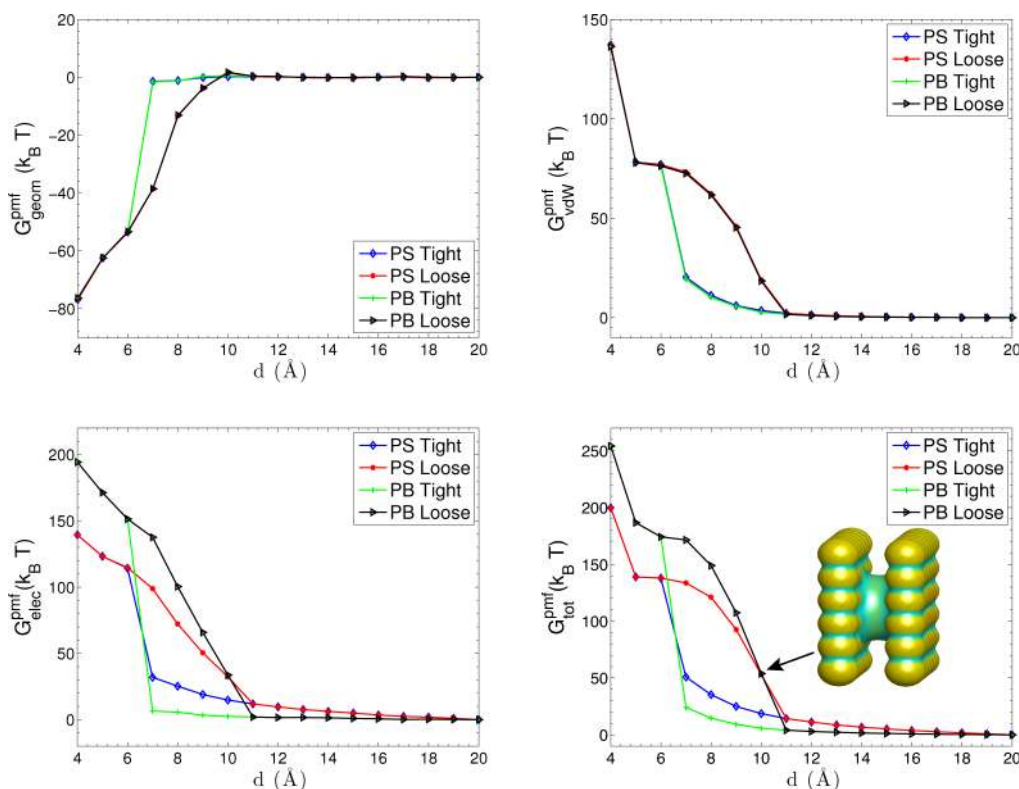 20
0
−20
−40
−60
−80
4 6 8 10 12 14 16 18 20
d (Å)
G^pmf_geom (k_B T)
PS Tight
PS Loose
PB Tight
PB Loose
150
100
50
0
4 6 8 10 12 14 16 18 20
d (Å)
G^pmf_vdW (k_B T)
PS Tight
PS Loose
PB Tight
PB Loose
200
150
100
50
0
4 6 8 10 12 14 16 18 20
d (Å)
G^pmf_elec(k_B T)
PS Tight
PS Loose
PB Tight
PB Loose
250
200
150
100
50
0
4 6 8 10 12 14 16 18 20
d (Å)
G^pmf_tot (k_B T)
PS Tight
PS Loose
PB Tight
PB Loose